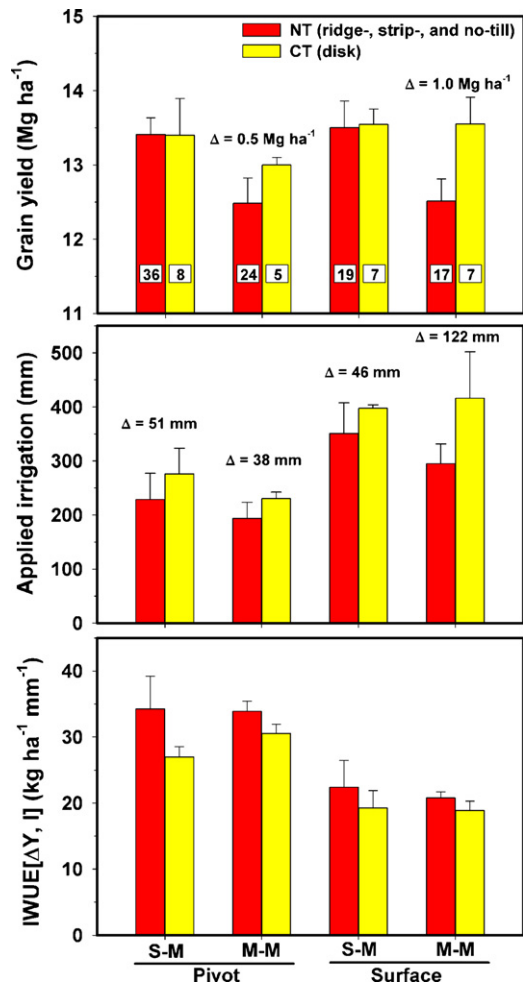 NT (ridge-, strip-, and no-till)
CT (disk)
Grain yield (Mg ha⁻¹)
15
14
13
12
11
Δ = 0.5 Mg ha⁻¹
Δ = 1.0 Mg ha⁻¹
36 8 24 5 19 7 17 7
Applied irrigation (mm)
500
400
300
200
100
0
Δ = 51 mm
Δ = 38 mm
Δ = 46 mm
Δ = 122 mm
IWUE[ΔY, I] (kg ha⁻¹ mm⁻¹)
40
30
20
10
0
S-M M-M S-M M-M
Pivot Surface